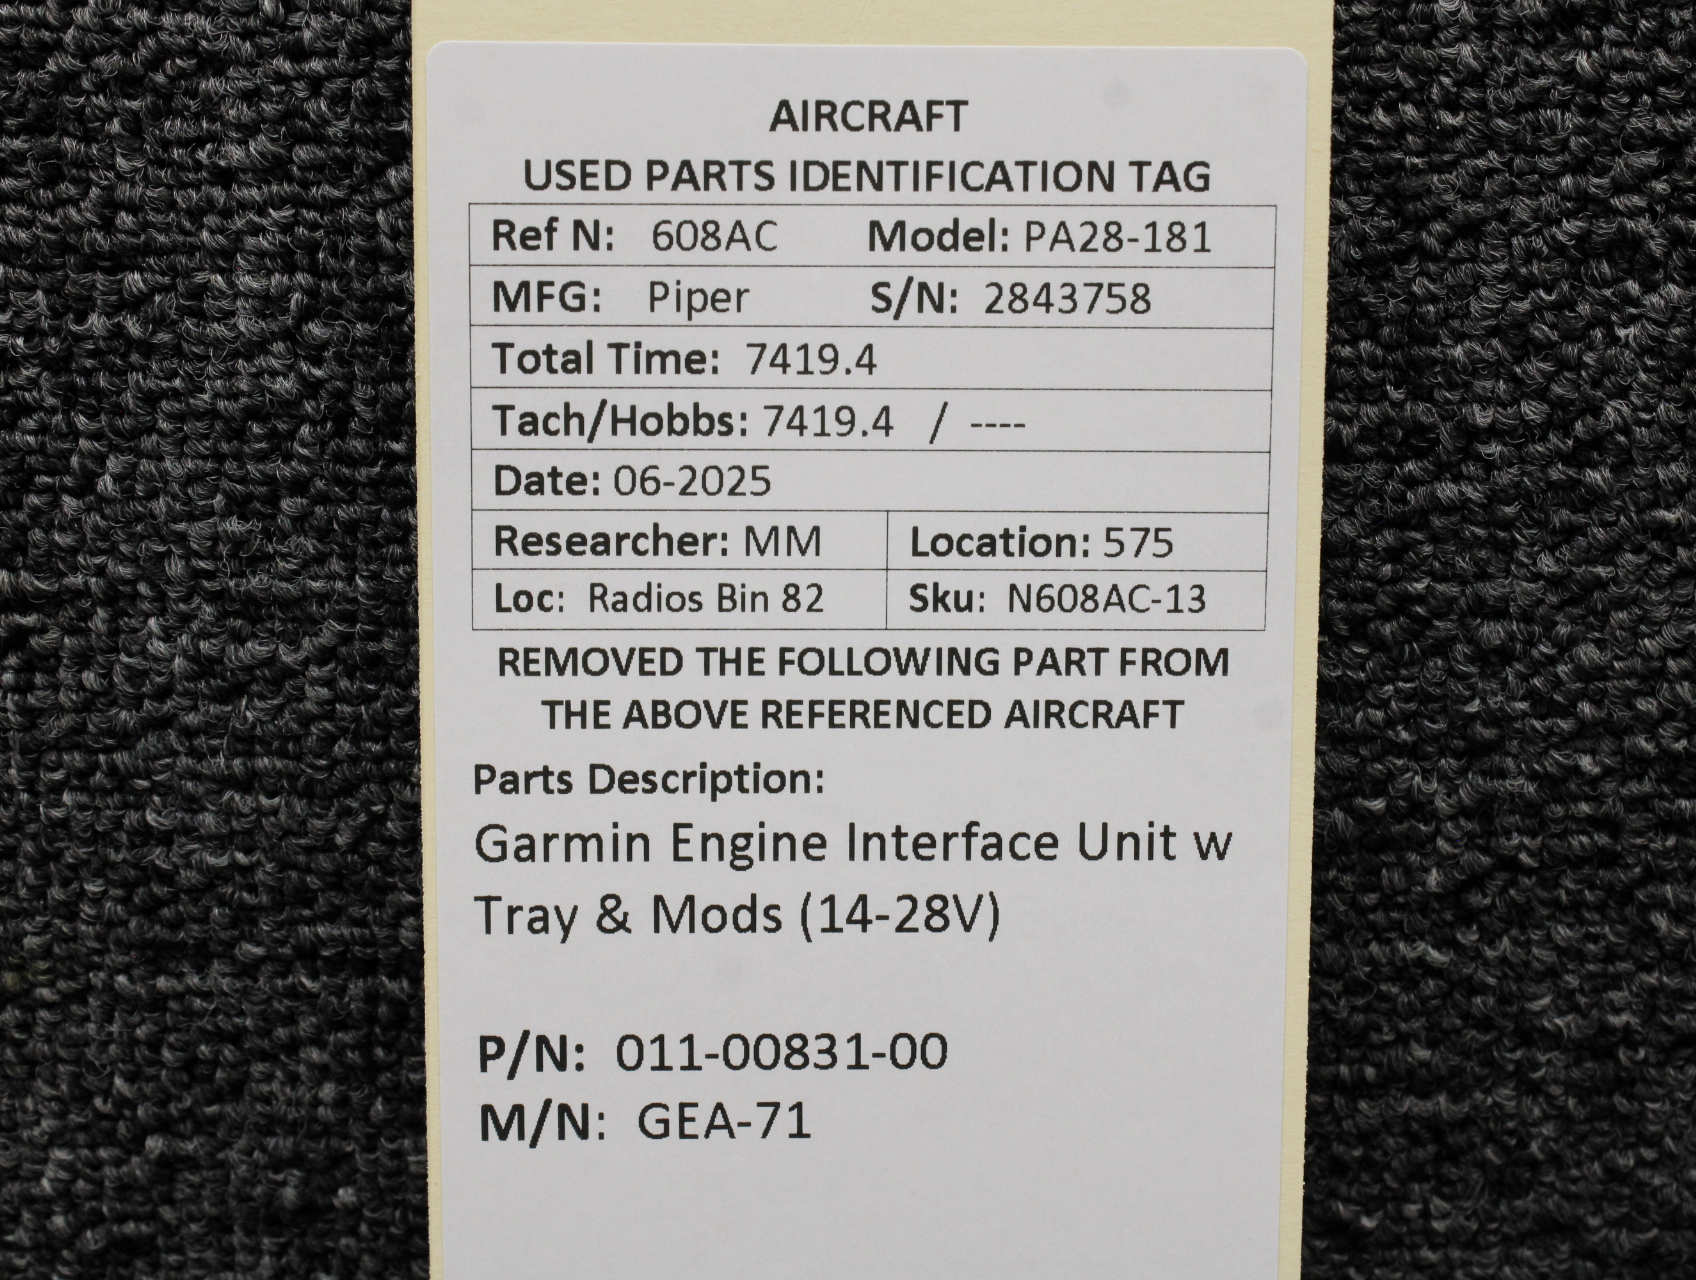 AIRCRAFT
USED PARTS IDENTIFICATION TAG
Ref N: 608AC Model: PA28-181
MFG: Piper S/N: 2843758
Total Time: 7419.4
Tach/Hobbs: 7419.4 / ----
Date: 06-2025
Researcher: MM Location: 575
Loc: Radios Bin 82 Sku: N608AC-13
REMOVED THE FOLLOWING PART FROM
THE ABOVE REFERENCED AIRCRAFT
Parts Description:
Garmin Engine Interface Unit w
Tray & Mods (14-28V)
P/N: 011-00831-00
M/N: GEA-71